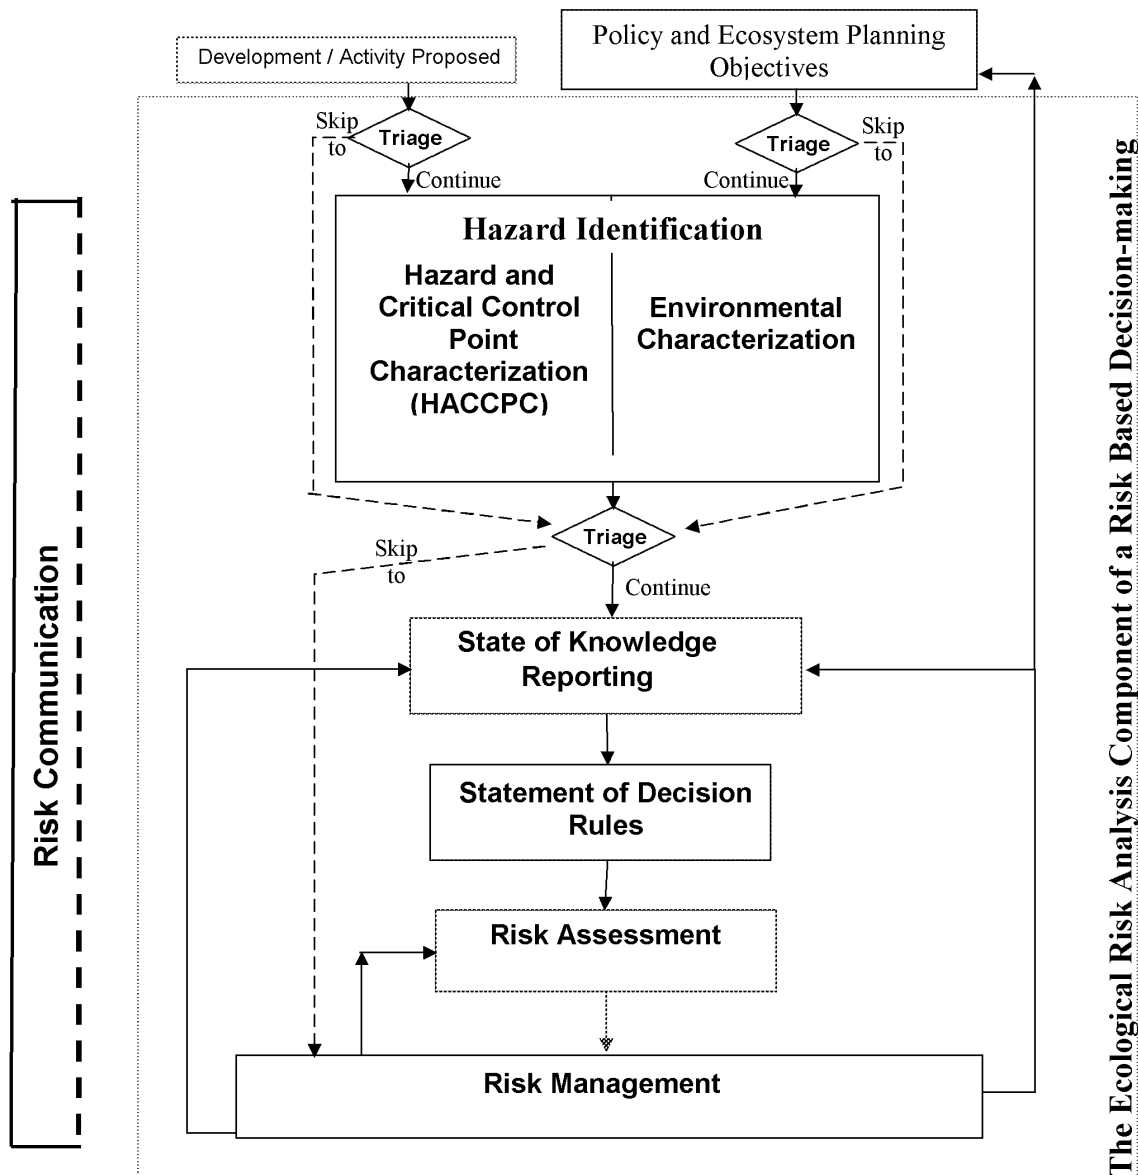 Development / Activity Proposed
Policy and Ecosystem Planning
Objectives
Skip
to
Triage
Continue
Triage
Skip
to
Continue
Hazard Identification
Hazard and
Critical Control
Point
Characterization
(HACCPC)
Environmental
Characterization
Triage
Skip
to
Continue
State of Knowledge
Reporting
Statement of Decision
Rules
Risk Assessment
Risk Management
Risk Communication
The Ecological Risk Analysis Component of a Risk Based Decision-making